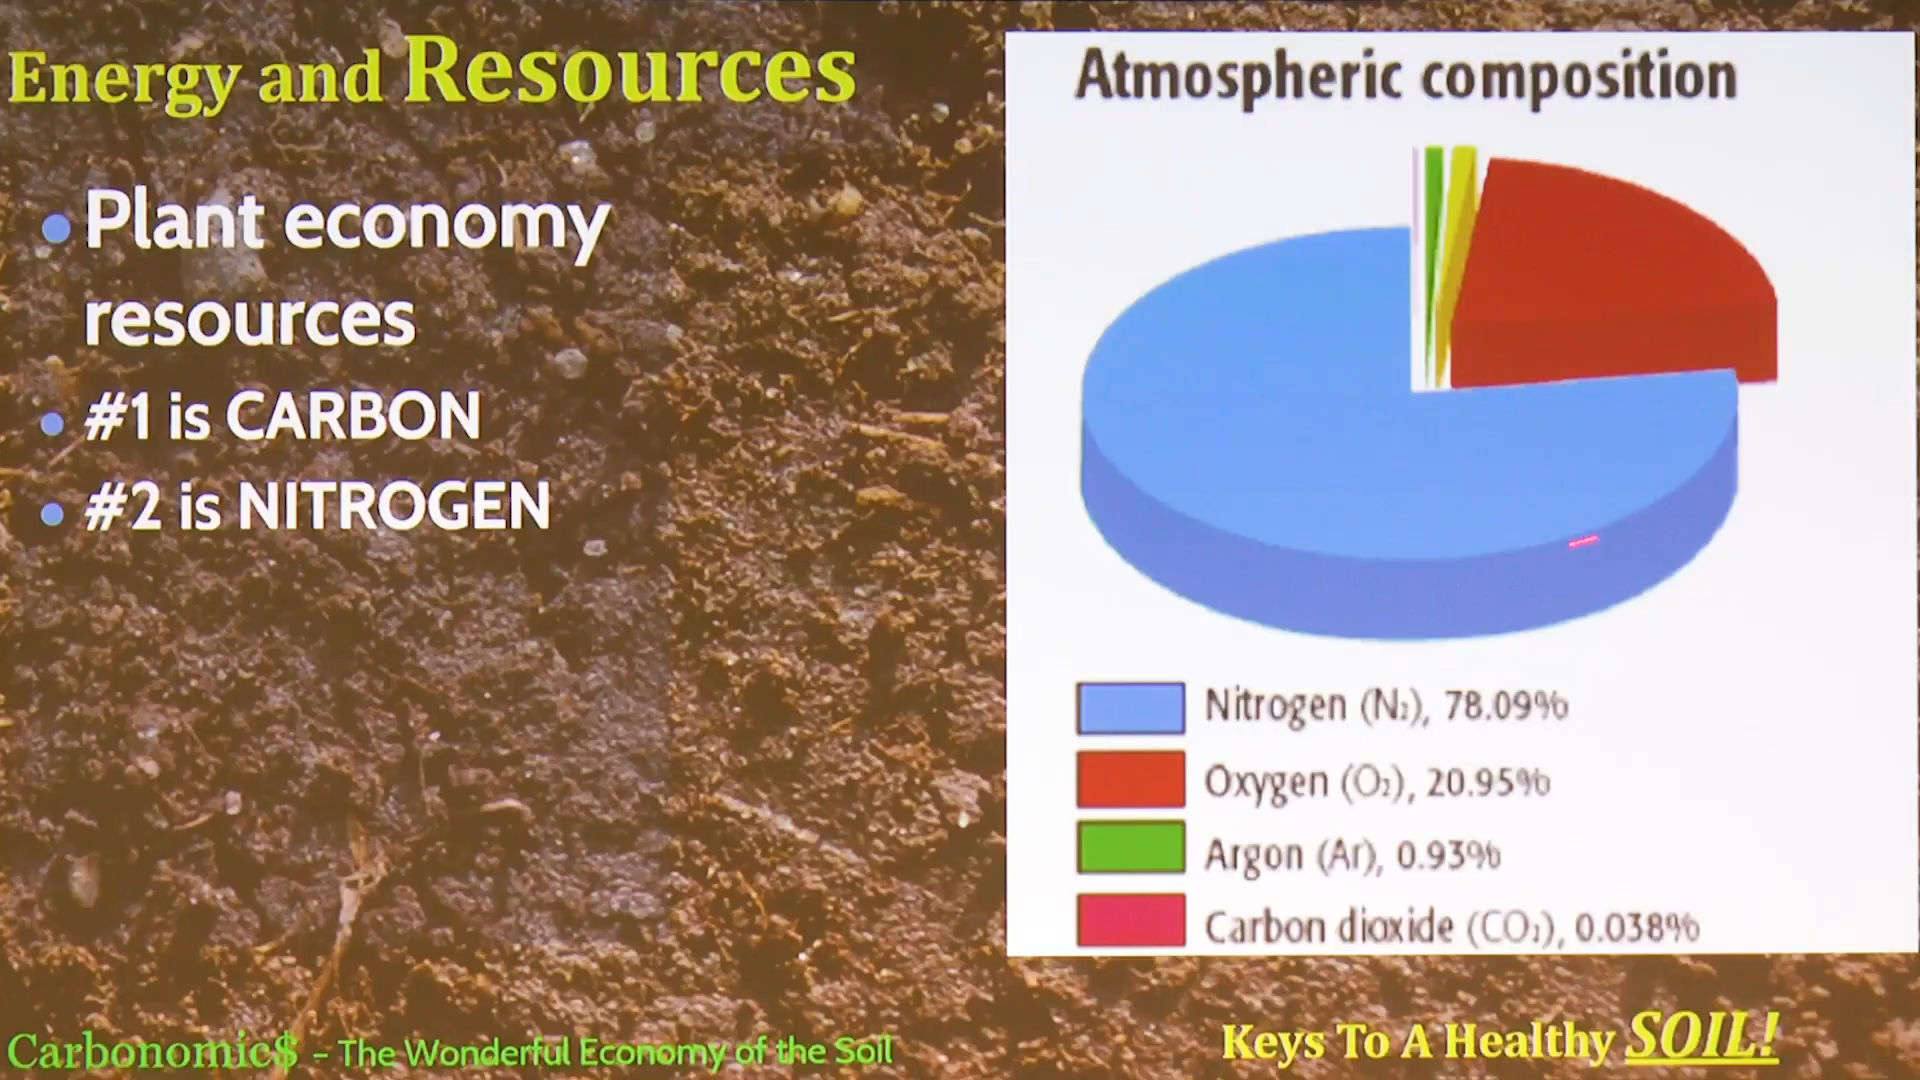 Energy and Resources
Plant economy
resources
#1 is CARBON
#2 is NITROGEN
Atmospheric composition
Nitrogen (N₂), 78.09%
Oxygen (O₂), 20.95%
Argon (Ar), 0.93%
Carbon dioxide (CO₂), 0.038%
Carbonomic$ – The Wonderful Economy of the Soil
Keys To A Healthy SOIL!